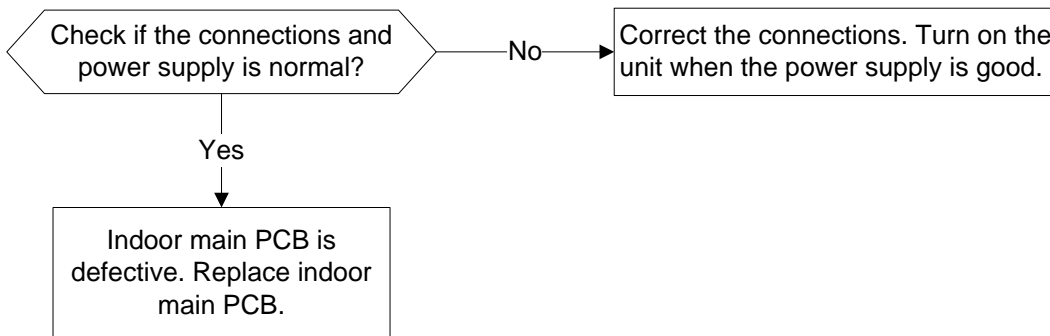 Check if the connections and
power supply is normal?
No
Correct the connections. Turn on the
unit when the power supply is good.
Yes
Indoor main PCB is
defective. Replace indoor
main PCB.